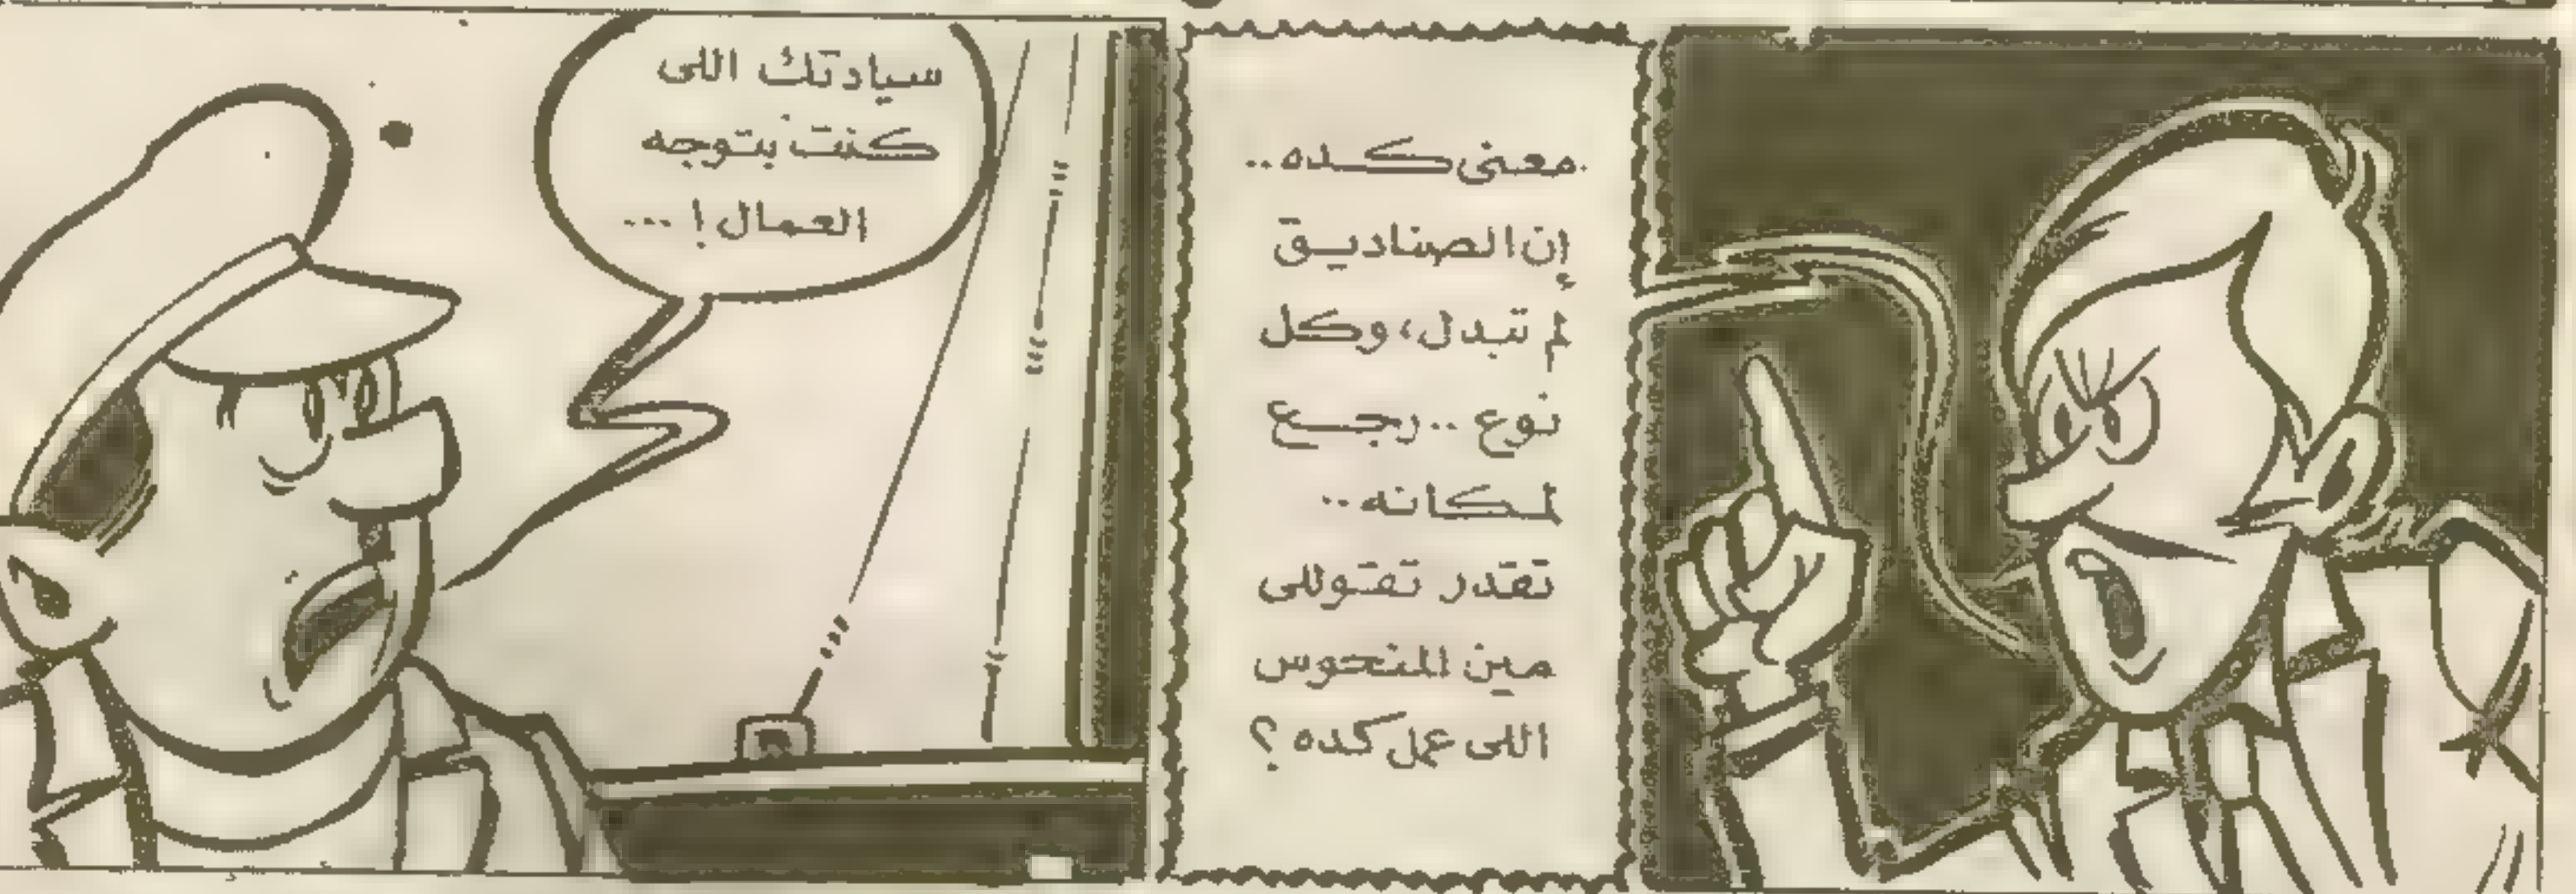 معنى كده..
إن الصناديق
لم تبدل، وكل
نوع.. رجع
لمكانه..
تقدر تقوللى
مين المنحوس
اللى عمل كده؟
سيادتك اللى
كنت بتوجه
العمال!...